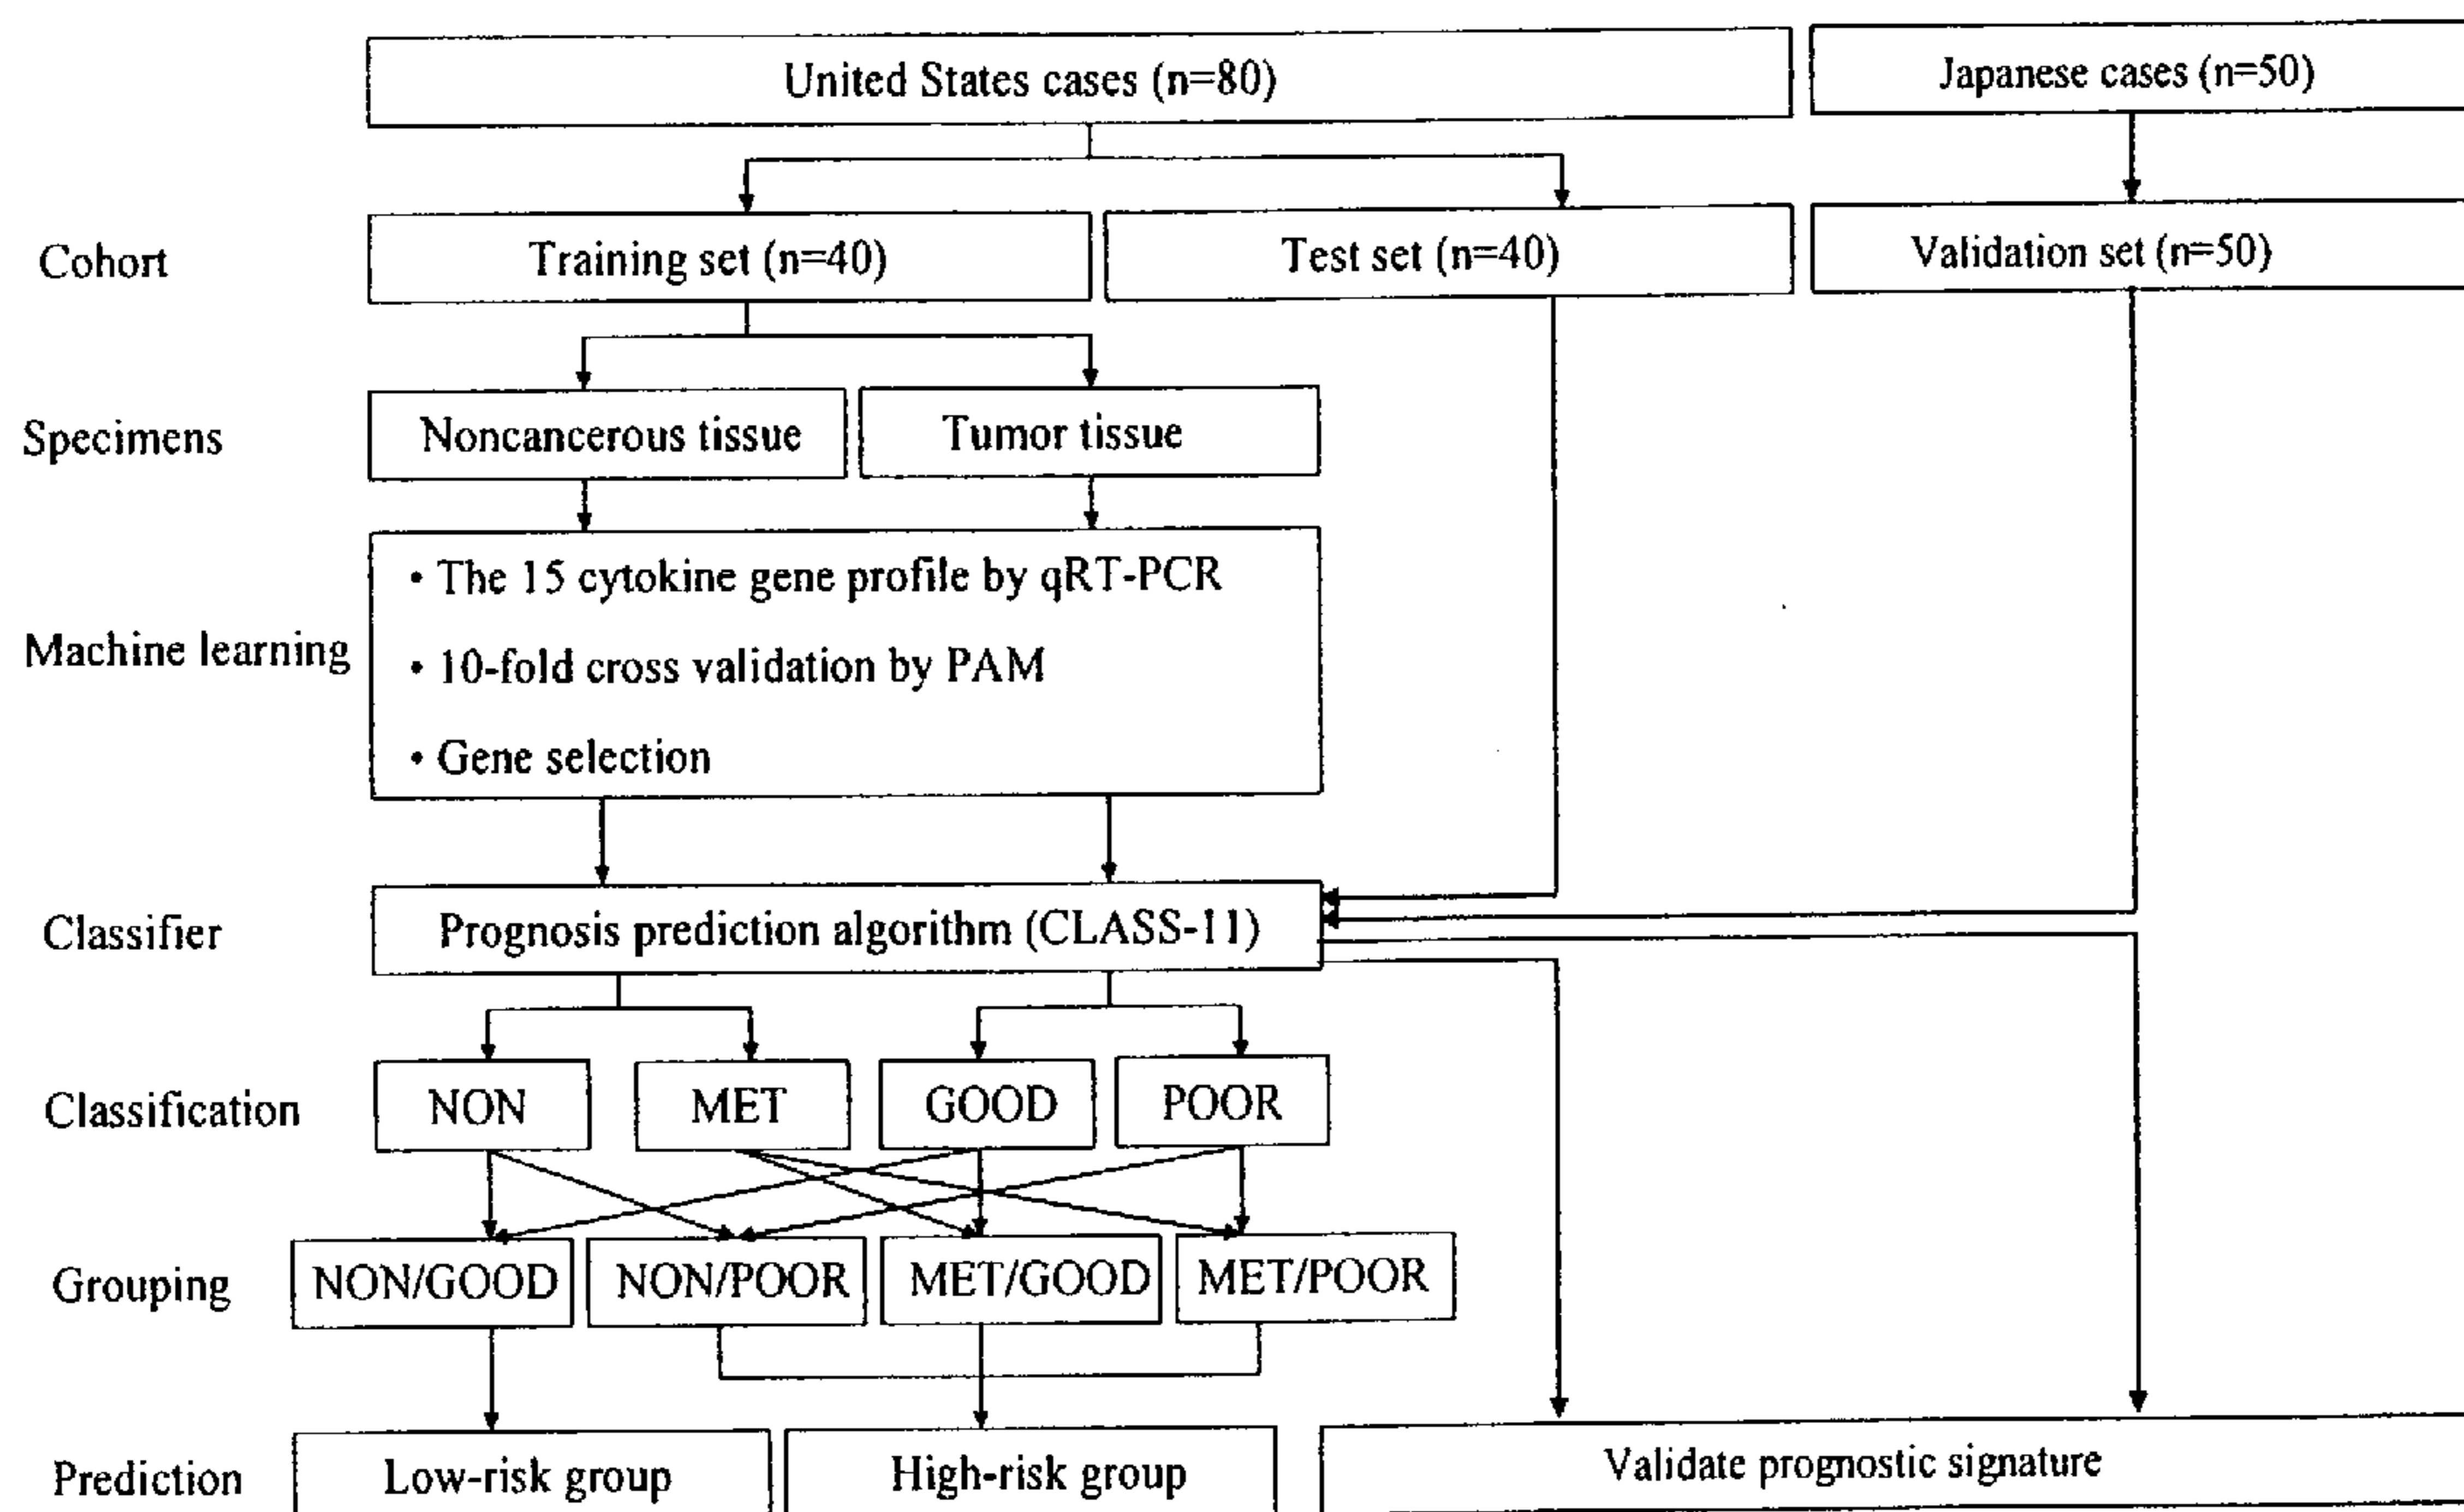 United States cases (n=80)
Japanese cases (n=50)
Cohort
Training set (n=40)
Test set (n=40)
Validation set (n=50)
Specimens
Noncancerous tissue
Tumor tissue
Machine learning
• The 15 cytokine gene profile by qRT-PCR
• 10-fold cross validation by PAM
• Gene selection
Classifier
Prognosis prediction algorithm (CLASS-11)
Classification
NON
MET
GOOD
POOR
Grouping
NON/GOOD
NON/POOR
MET/GOOD
MET/POOR
Prediction
Low-risk group
High-risk group
Validate prognostic signature